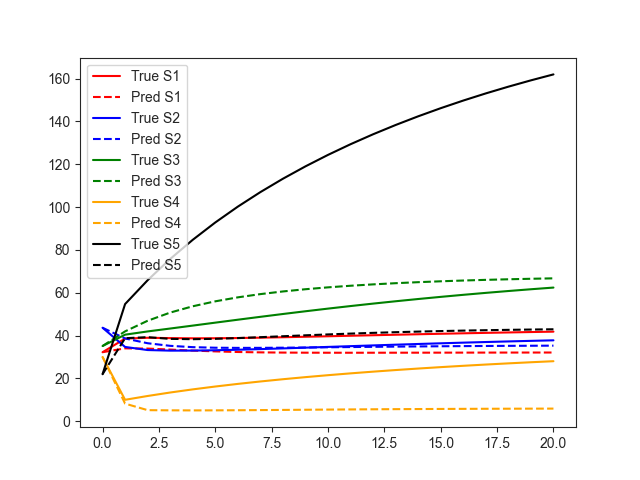 True S1
Pred S1
True S2
Pred S2
True S3
Pred S3
True S4
Pred S4
True S5
Pred S5
160
140
120
100
80
60
40
20
0
0.0 2.5 5.0 7.5 10.0 12.5 15.0 17.5 20.0